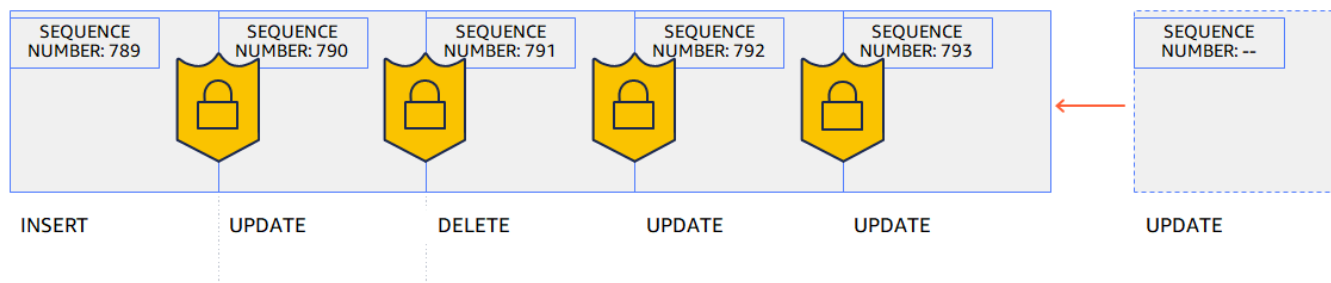 SEQUENCE
NUMBER: 789
SEQUENCE
NUMBER: 790
SEQUENCE
NUMBER: 791
SEQUENCE
NUMBER: 792
SEQUENCE
NUMBER: 793
SEQUENCE
NUMBER: --
INSERT
UPDATE
DELETE
UPDATE
UPDATE
UPDATE